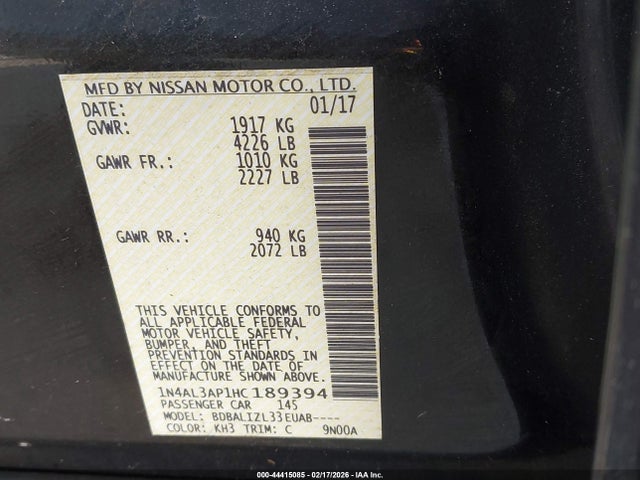 MFD BY NISSAN MOTOR CO., LTD.
DATE: 01/17
GVWR: 1917 KG
4226 LB
GAWR FR.: 1010 KG
2227 LB
GAWR RR.: 940 KG
2072 LB
THIS VEHICLE CONFORMS TO
ALL APPLICABLE FEDERAL
MOTOR VEHICLE SAFETY,
BUMPER, AND THEFT
PREVENTION STANDARDS IN
EFFECT ON THE DATE OF
MANUFACTURE SHOWN ABOVE.
1N4AL3AP1HC189394
PASSENGER CAR 145
MODEL: BDBALIZL33EUAB----
COLOR: KH3 TRIM: C 9N00A
000-44415085 - 02/17/2026 - IAA Inc.